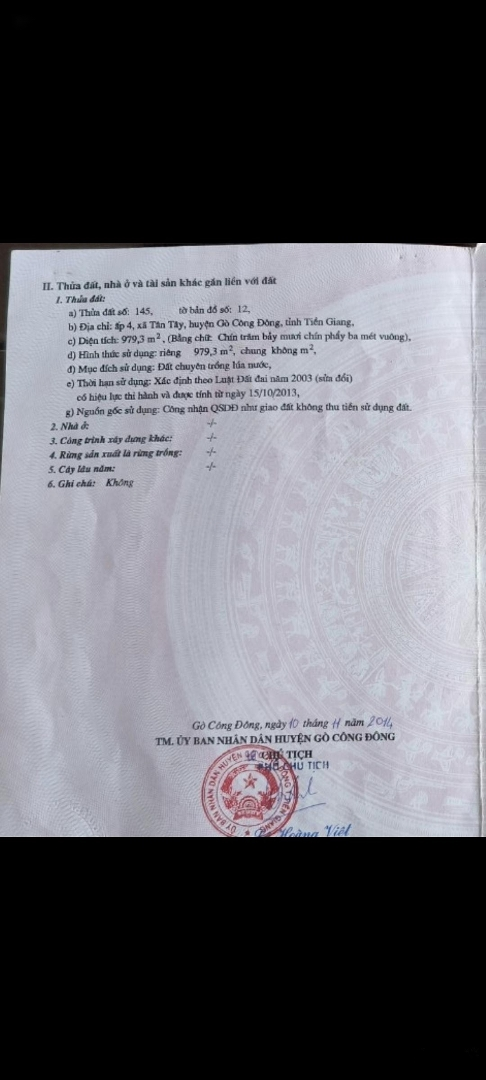 II. Thửa đất, nhà ở và tài sản khác gắn liền với đất
1. Thửa đất:
a) Thửa đất số: 145, tờ bản đồ số: 12,
b) Địa chỉ: ấp 4, xã Tân Tây, huyện Gò Công Đông, tỉnh Tiền Giang,
c) Diện tích: 979,3 m², (Bằng chữ: Chín trăm bảy mươi chín phẩy ba mét vuông),
d) Hình thức sử dụng: riêng 979,3 m², chung không m²,
đ) Mục đích sử dụng: Đất chuyên trồng lúa nước,
e) Thời hạn sử dụng: Xác định theo Luật Đất đai năm 2003 (sửa đổi)
có hiệu lực thi hành và được tính từ ngày 15/10/2013,
g) Nguồn gốc sử dụng: Công nhận QSDĐ như giao đất không thu tiền sử dụng đất.
2. Nhà ở: -/-
3. Công trình xây dựng khác: -/-
4. Rừng sản xuất là rừng trồng: -/-
5. Cây lâu năm: -/-
6. Ghi chú: Không
Gò Công Đông, ngày 10 tháng 11 năm 2014
TM. ỦY BAN NHÂN DÂN HUYỆN GÒ CÔNG ĐÔNG
CHỦ TỊCH
PHÓ CHỦ TỊCH
Hoàng Việt